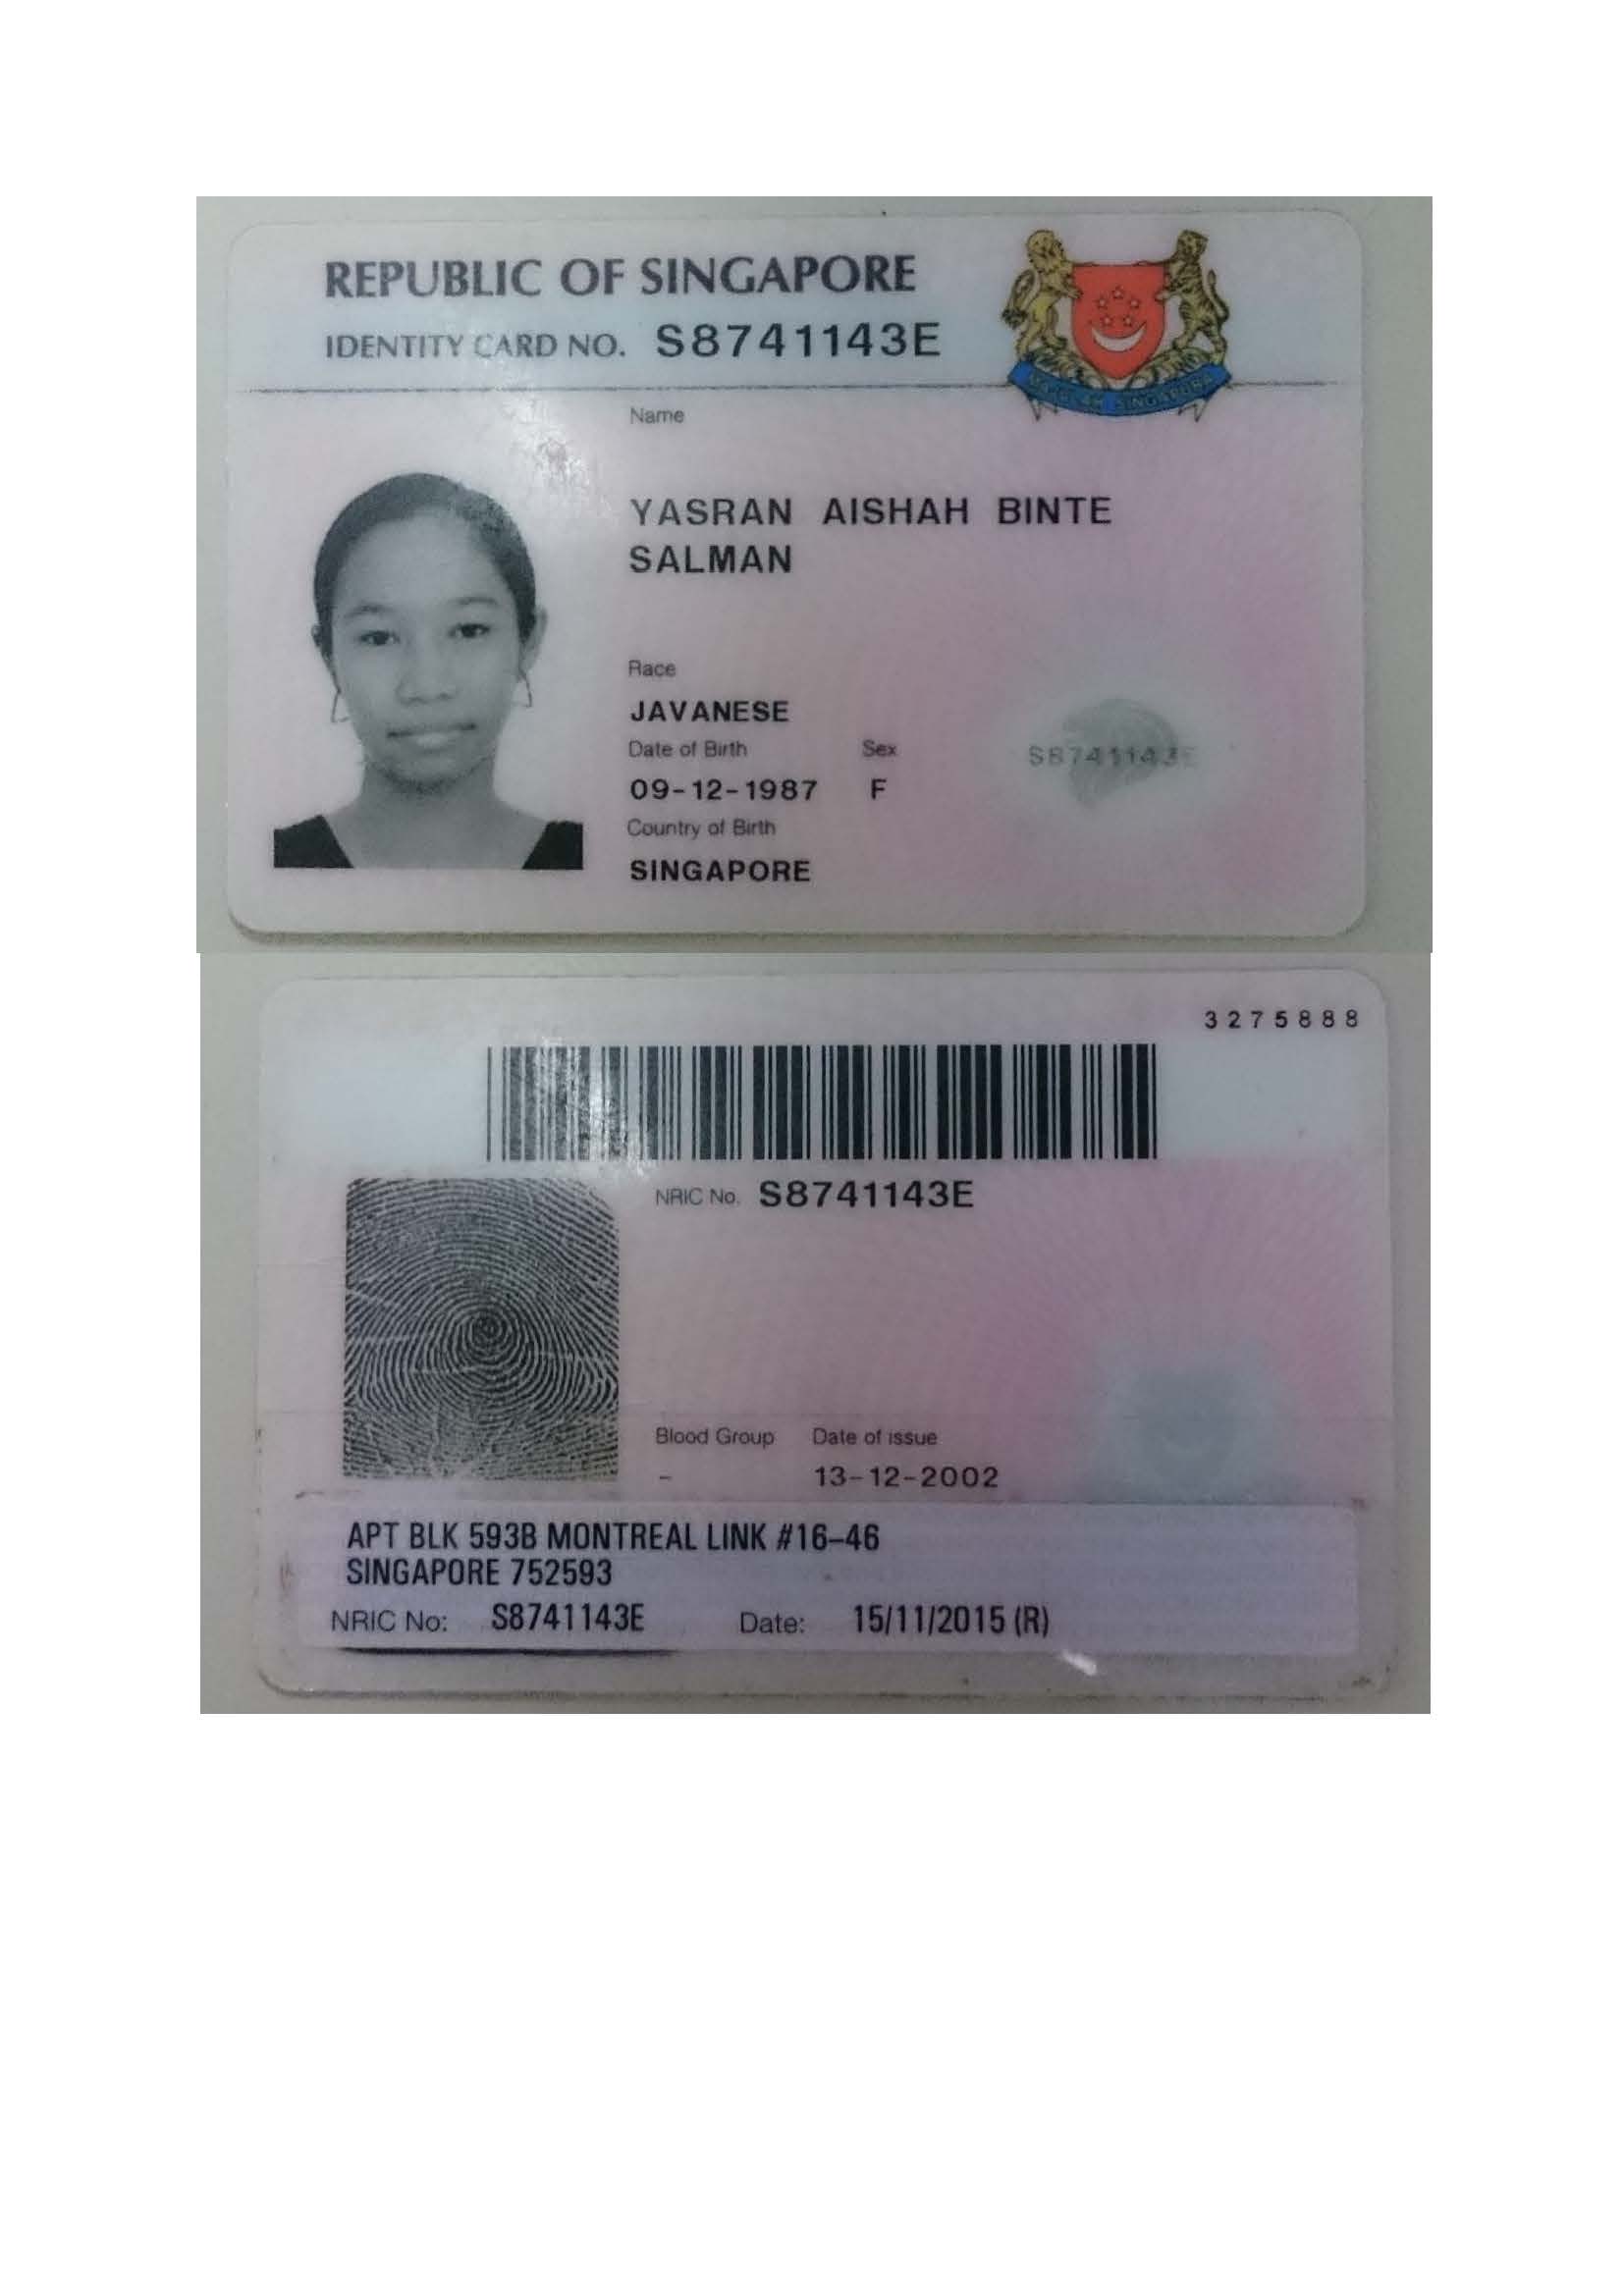 REPUBLIC OF SINGAPORE
IDENTITY CARD NO. S8741143E
MAJULAH SINGAPURA
Name
YASRAN AISHAH BINTE
SALMAN
Race
JAVANESE
Date of Birth Sex
09-12-1987 F
S8741143E
Country of Birth
SINGAPORE
3275888
NRIC No. S8741143E
Blood Group Date of issue
- 13-12-2002
APT BLK 593B MONTREAL LINK #16-46
SINGAPORE 752593
NRIC No: S8741143E Date: 15/11/2015 (R)